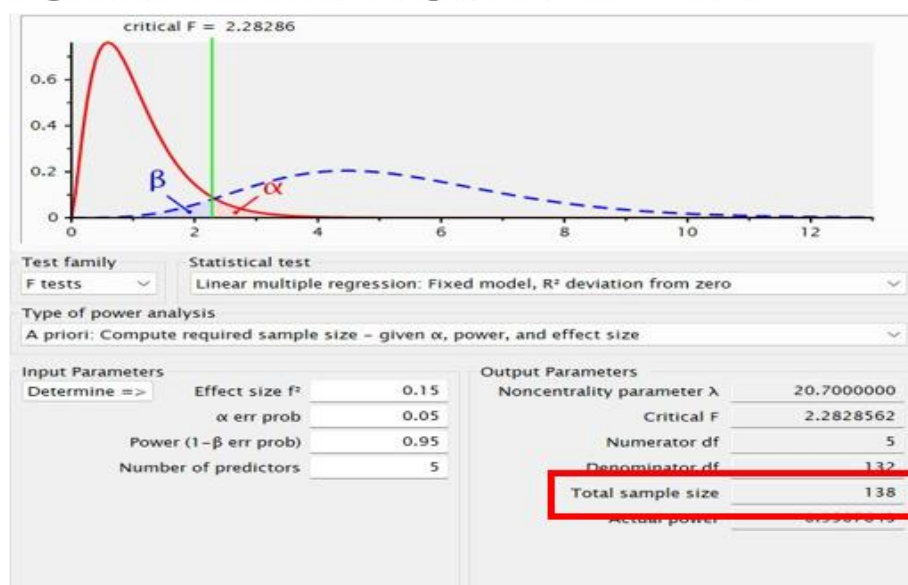 critical F = 2.28286
0.6
0.4
0.2
0
β
α
0 2 4 6 8 10 12
Test family Statistical test
F tests Linear multiple regression: Fixed model, R² deviation from zero
Type of power analysis
A priori: Compute required sample size – given α, power, and effect size
Input Parameters Output Parameters
Determine => Effect size f² 0.15 Noncentrality parameter λ 20.7000000
α err prob 0.05 Critical F 2.2828562
Power (1–β err prob) 0.95 Numerator df 5
Number of predictors 5 Denominator df 132
Total sample size 138
Actual power